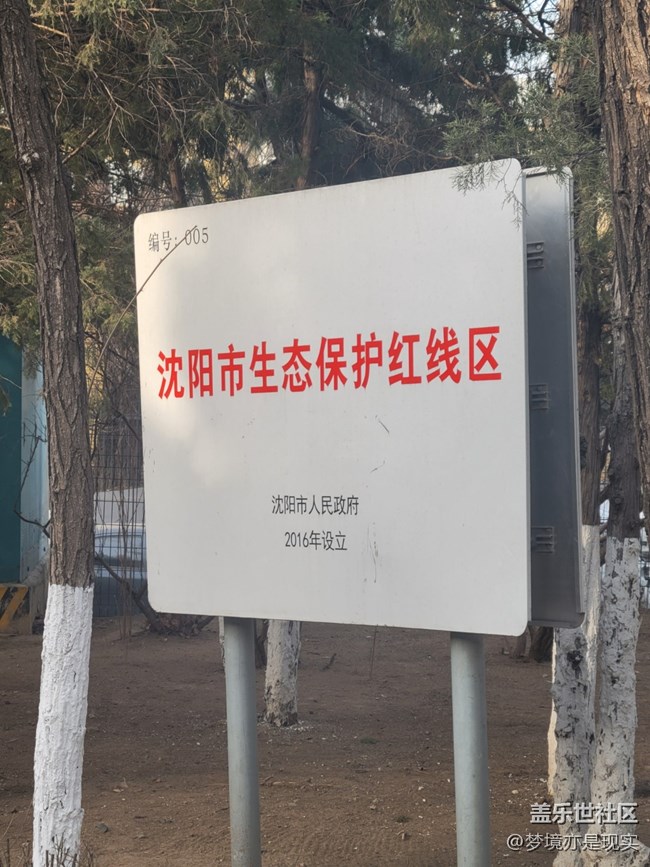 编号：005
沈阳市生态保护红线区
沈阳市人民政府
2016年设立
盖乐世社区
@梦境亦是现实